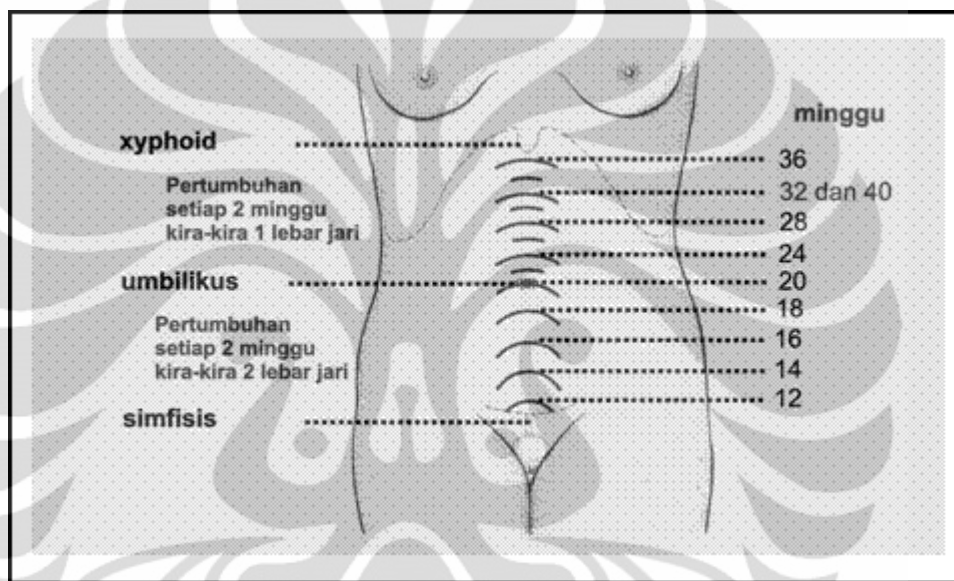 minggu
xyphoid
36
Pertumbuhan
setiap 2 minggu
kira-kira 1 lebar jari
32 dan 40
28
24
umbilikus
20
18
Pertumbuhan
setiap 2 minggu
kira-kira 2 lebar jari
16
14
12
simfisis